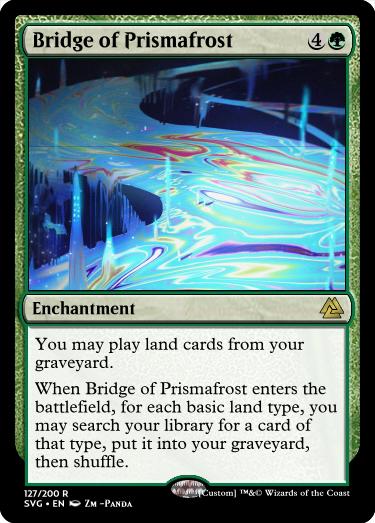 Bridge of Prismafrost 4
Enchantment
You may play land cards from your
graveyard.
When Bridge of Prismafrost enters the
battlefield, for each basic land type, you
may search your library for a card of
that type, put it into your graveyard,
then shuffle.
127/200 R
SVG • EN Zm -Panda
[Custom] ™&© Wizards of the Coast